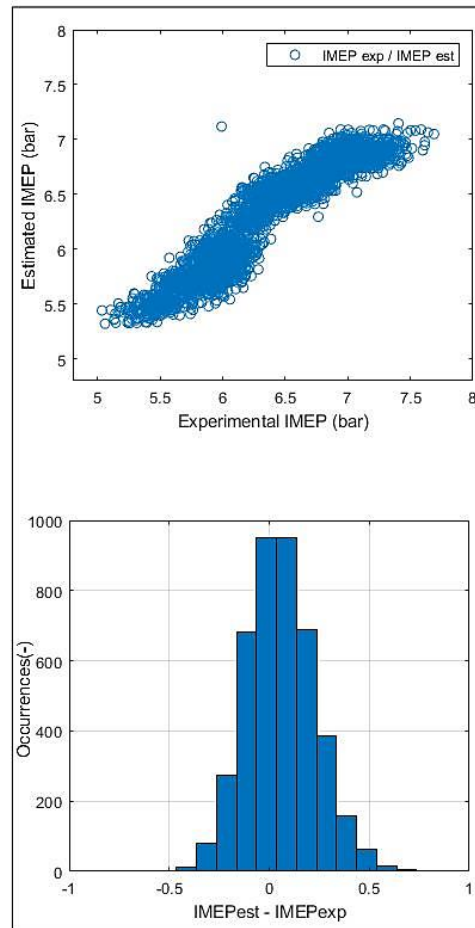 8
7.5
7
6.5
6
5.5
5
IMEP exp / IMEP est
Estimated IMEP (bar)
5 5.5 6 6.5 7 7.5 8
Experimental IMEP (bar)
1000
800
600
400
200
0
Occurrences(-)
-1 -0.5 0 0.5 1
IMEPest - IMEPexp